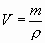 V = m/ρ